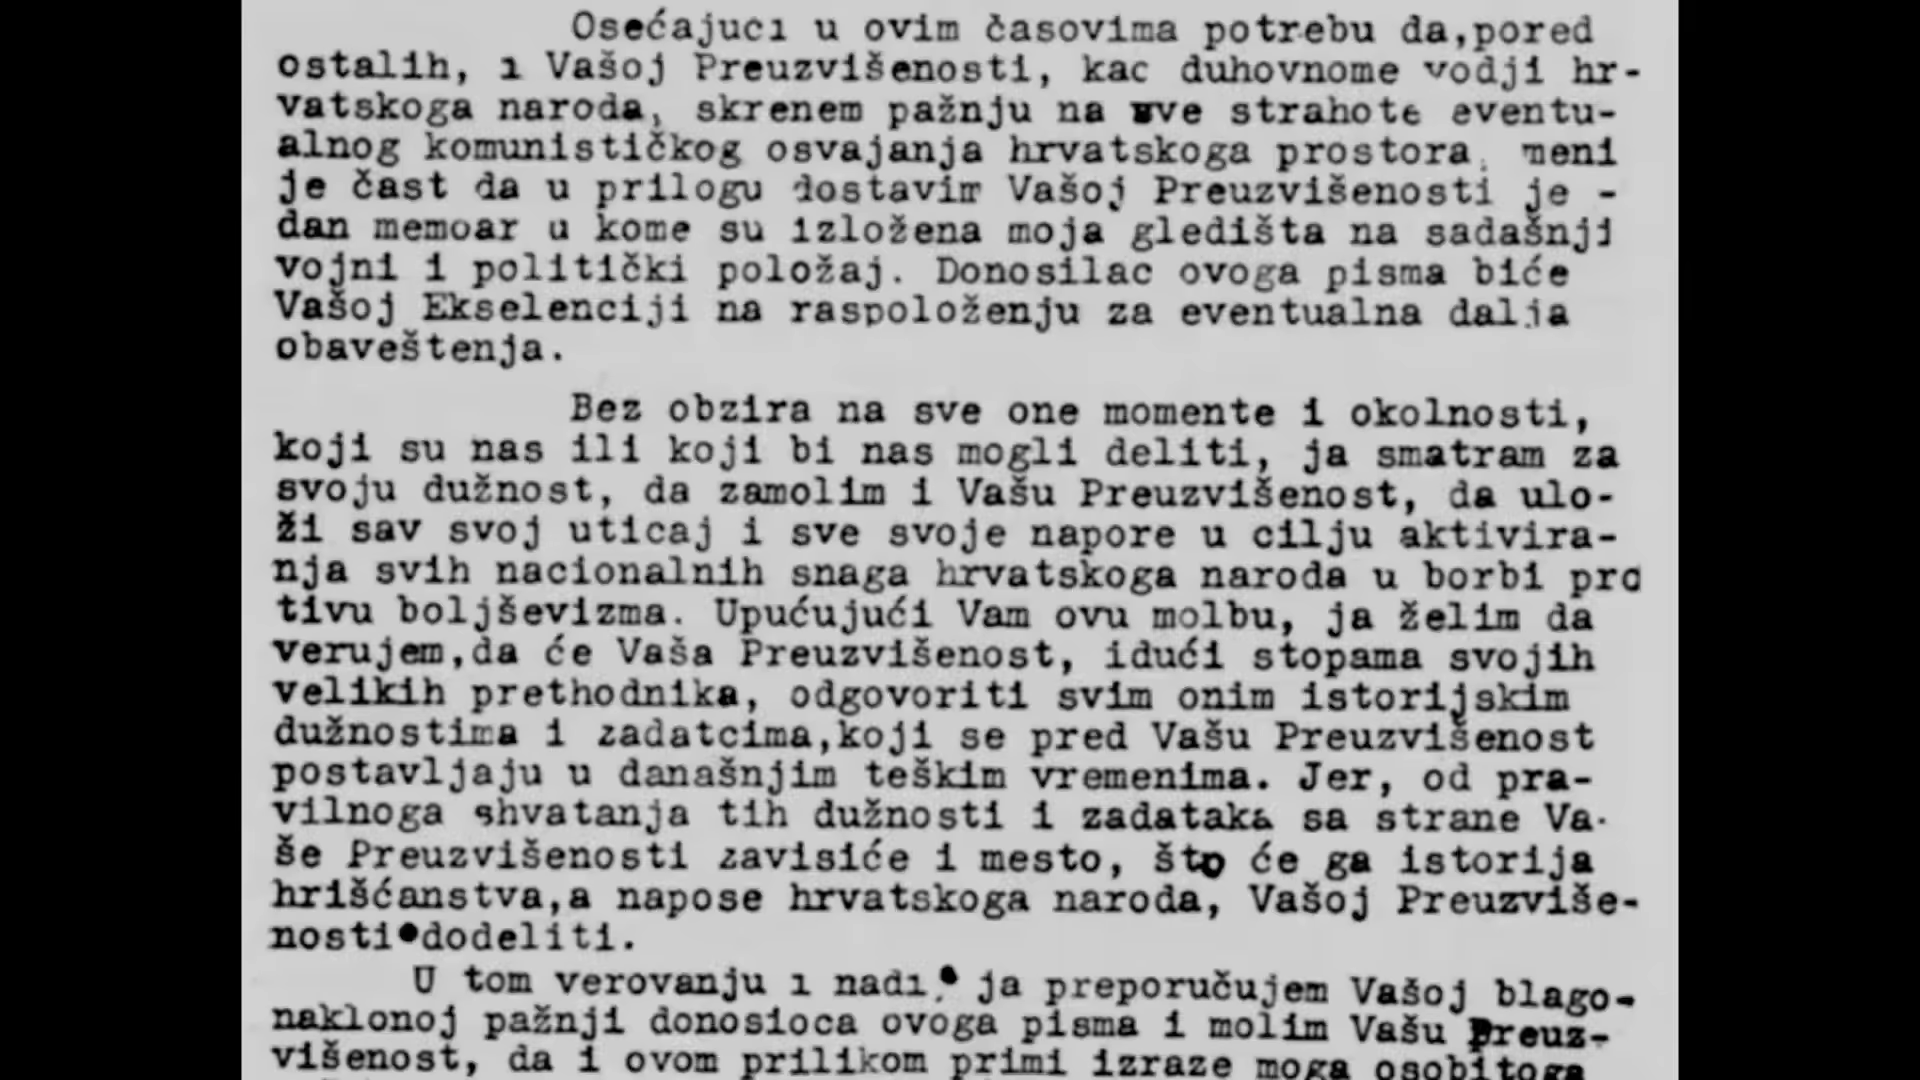 Osećajući u ovim časovima potrebu da,pored
ostalih, i Vašoj Preuzvišenosti, kao duhovnome vodji hr-
vatskoga naroda, skrenem pažnju na sve strahote eventu-
alnog komunističkog osvajanja hrvatskoga prostora, meni
je čast da u prilogu dostavim Vašoj Preuzvišenosti je -
dan memoar u kome su izložena moja gledišta na sadašnji
vojni i politički položaj. Donosilac ovoga pisma biće
Vašoj Ekselenciji na raspoloženju za eventualna dalja
obaveštenja.
Bez obzira na sve one momente i okolnosti,
koji su nas ili koji bi nas mogli deliti, ja smatram za
svoju dužnost, da zamolim i Vašu Preuzvišenost, da ulo-
ži sav svoj uticaj i sve svoje napore u cilju aktivira-
nja svih nacionalnih snaga hrvatskoga naroda u borbi pro
tivu boljševizma. Upućujući Vam ovu molbu, ja želim da
verujem,da će Vaša Preuzvišenost, idući stopama svojih
velikih prethodnika, odgovoriti svim onim istorijskim
dužnostima i zadatcima,koji se pred Vašu Preuzvišenost
postavljaju u današnjim teškim vremenima. Jer, od pra-
vilnoga shvatanja tih dužnosti i zadataka sa strane Va-
še Preuzvišenosti zavisiće i mesto, što će ga istorija
hrišćanstva,a napose hrvatskoga naroda, Vašoj Preuzviše-
nosti dodeliti.
U tom verovanju i nadi, ja preporučujem Vašoj blago-
naklonoj pažnji donosioca ovoga pisma i molim Vašu Preuz-
višenost, da i ovom prilikom primi izraze moga osobitoga